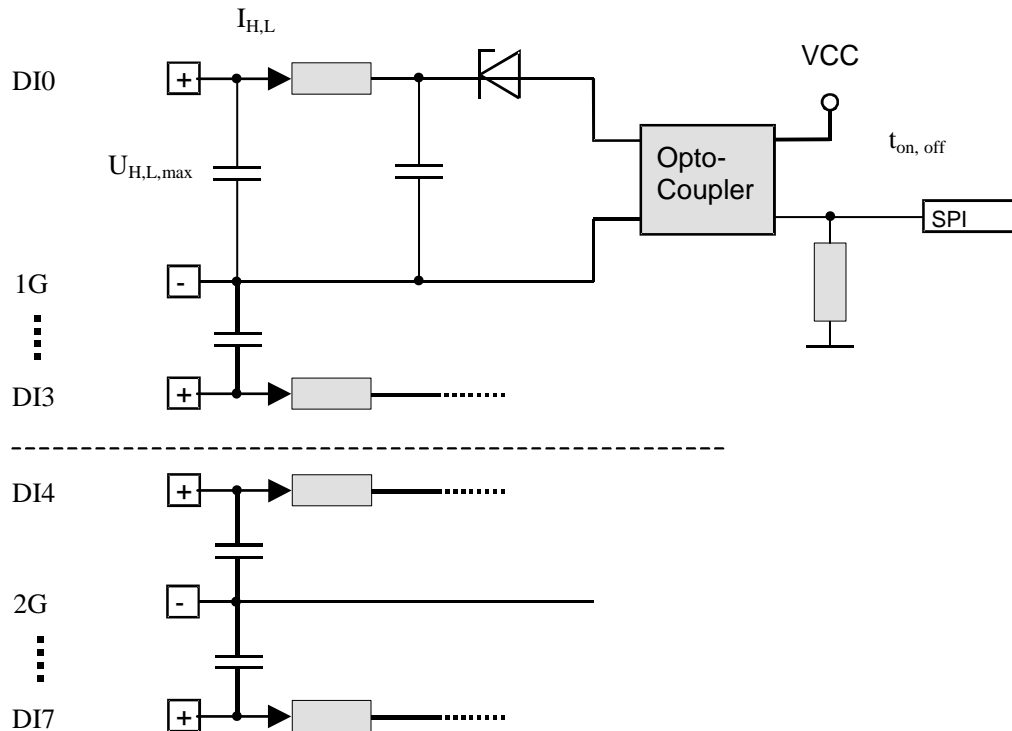 I_H,L
DI0
+
VCC
t_on, off
Opto-
Coupler
U_H,L,max
SPI
1G
-
DI3
+
DI4
+
2G
-
DI7
+